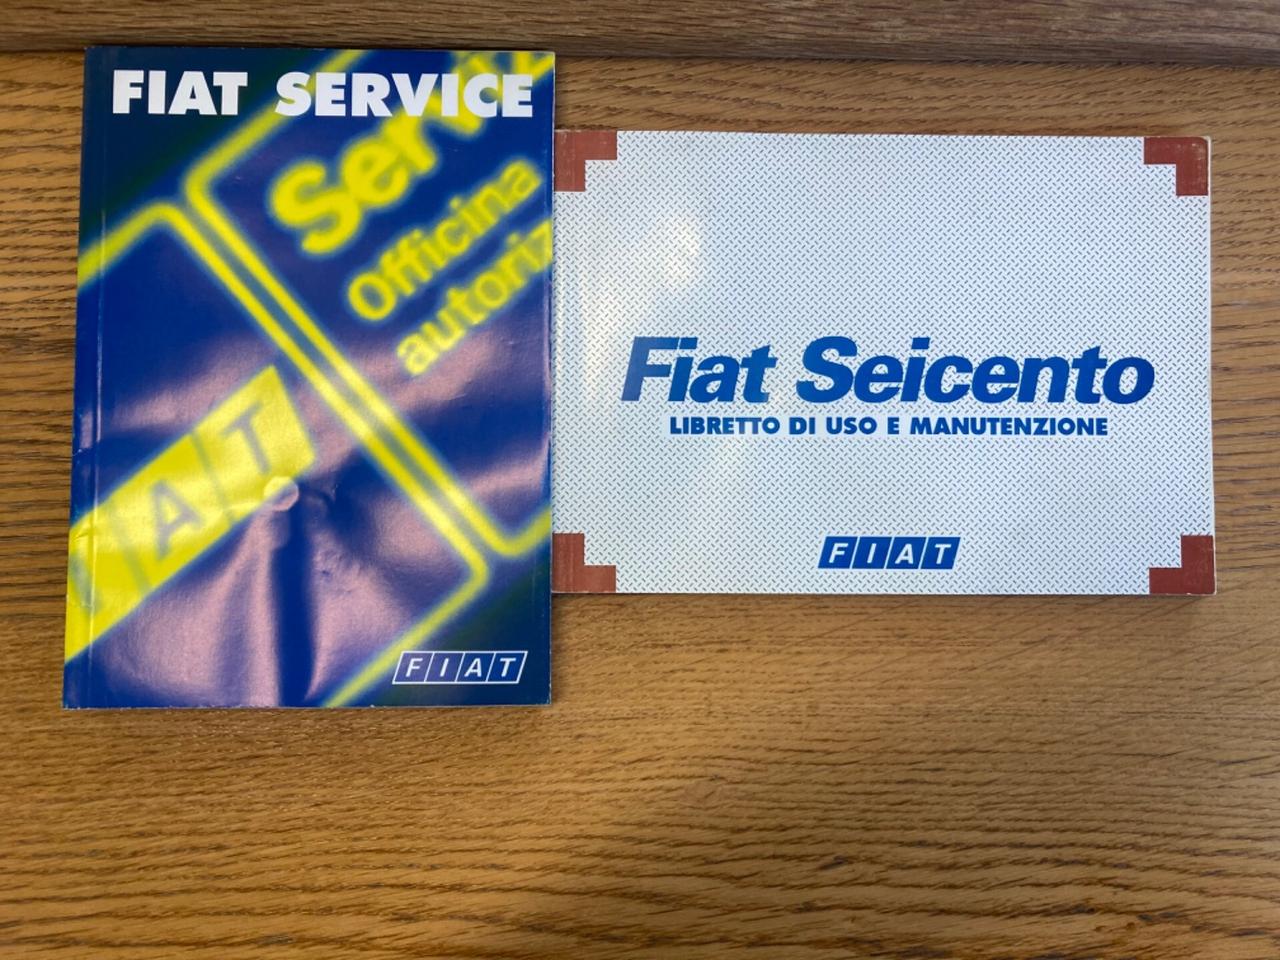 FIAT SERVICE
Servi
Officina
autoriz
FIAT
FIAT
Fiat Seicento
LIBRETTO DI USO E MANUTENZIONE
FIAT